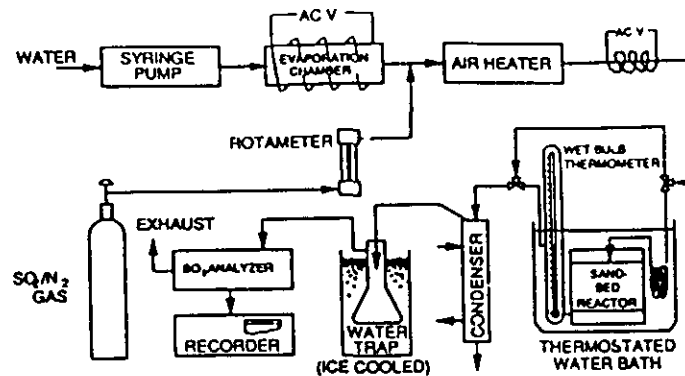 AC V
AC V
WATER
SYRINGE
PUMP
EVAPORATION
CHAMBER
AIR HEATER
ROTAMETER
WET BULB
THERMOMETER
EXHAUST
SO₂/N₂
GAS
SO₂ ANALYZER
RECORDER
WATER
TRAP
(ICE COOLED)
CONDENSER
SAND-
BED
REACTOR
THERMOSTATED
WATER BATH